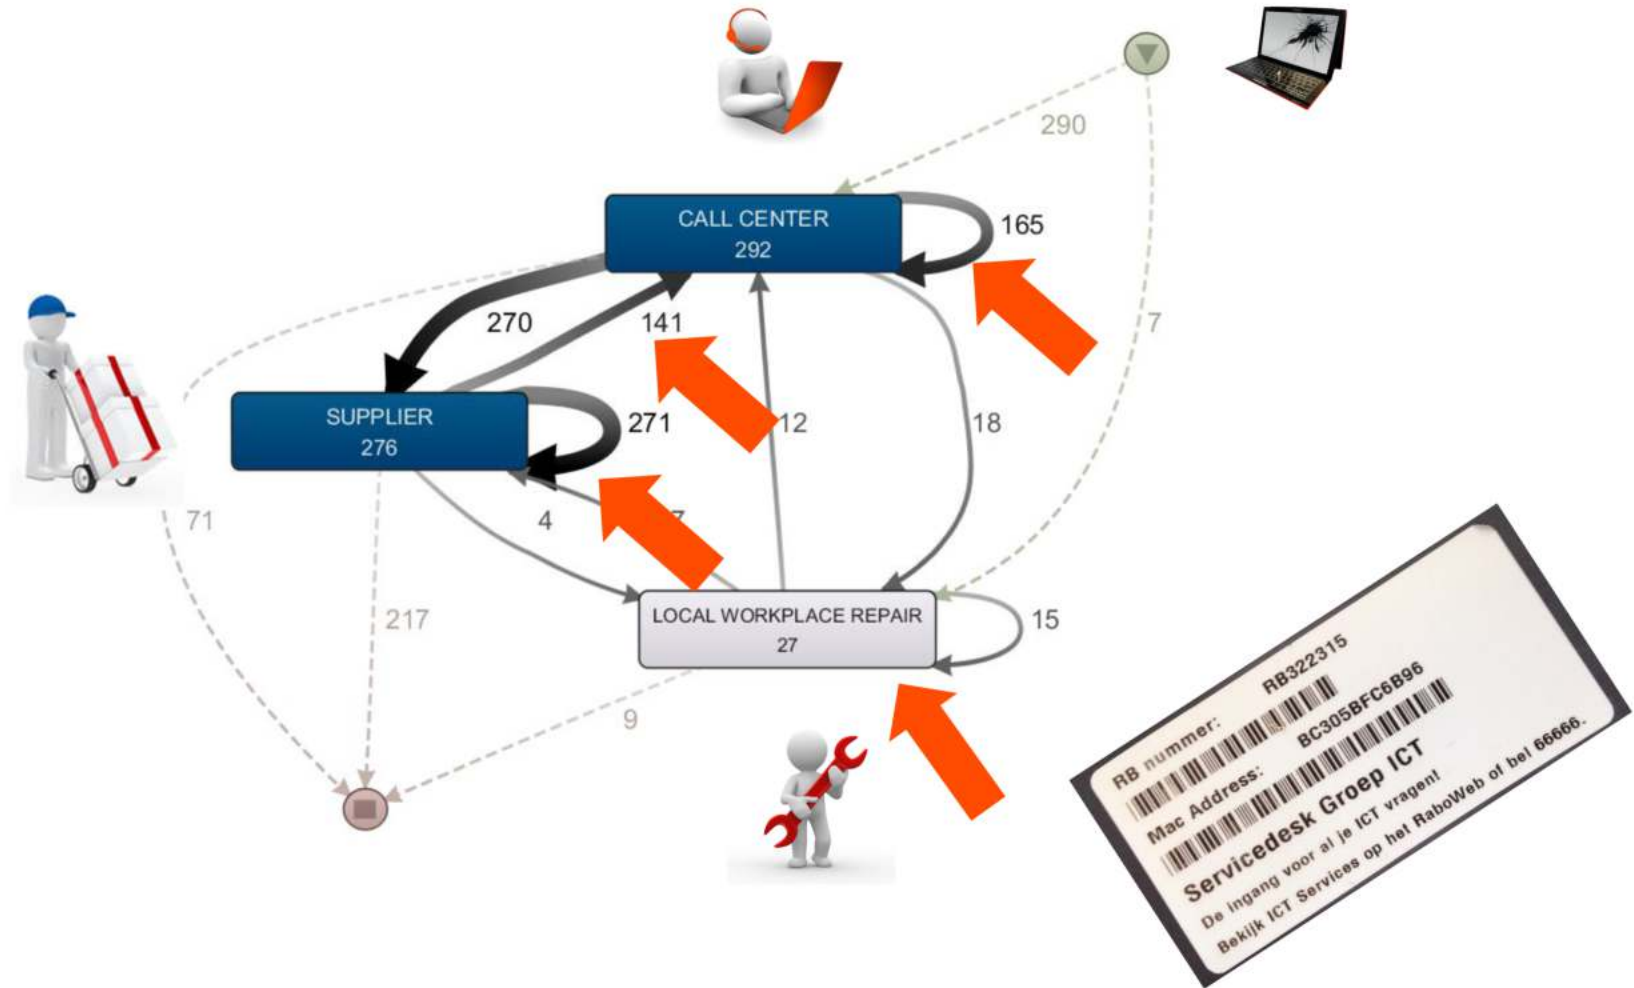 290
CALL CENTER
292
165
270
141
7
SUPPLIER
276
271
12
18
71
4
7
217
LOCAL WORKPLACE REPAIR
27
15
9
RB nummer:
RB322315
Mac Address:
BC305BFC6B96
Servicedesk Groep ICT
De ingang voor al je ICT vragen!
Bekijk ICT Services op het RaboWeb of bel 66666.